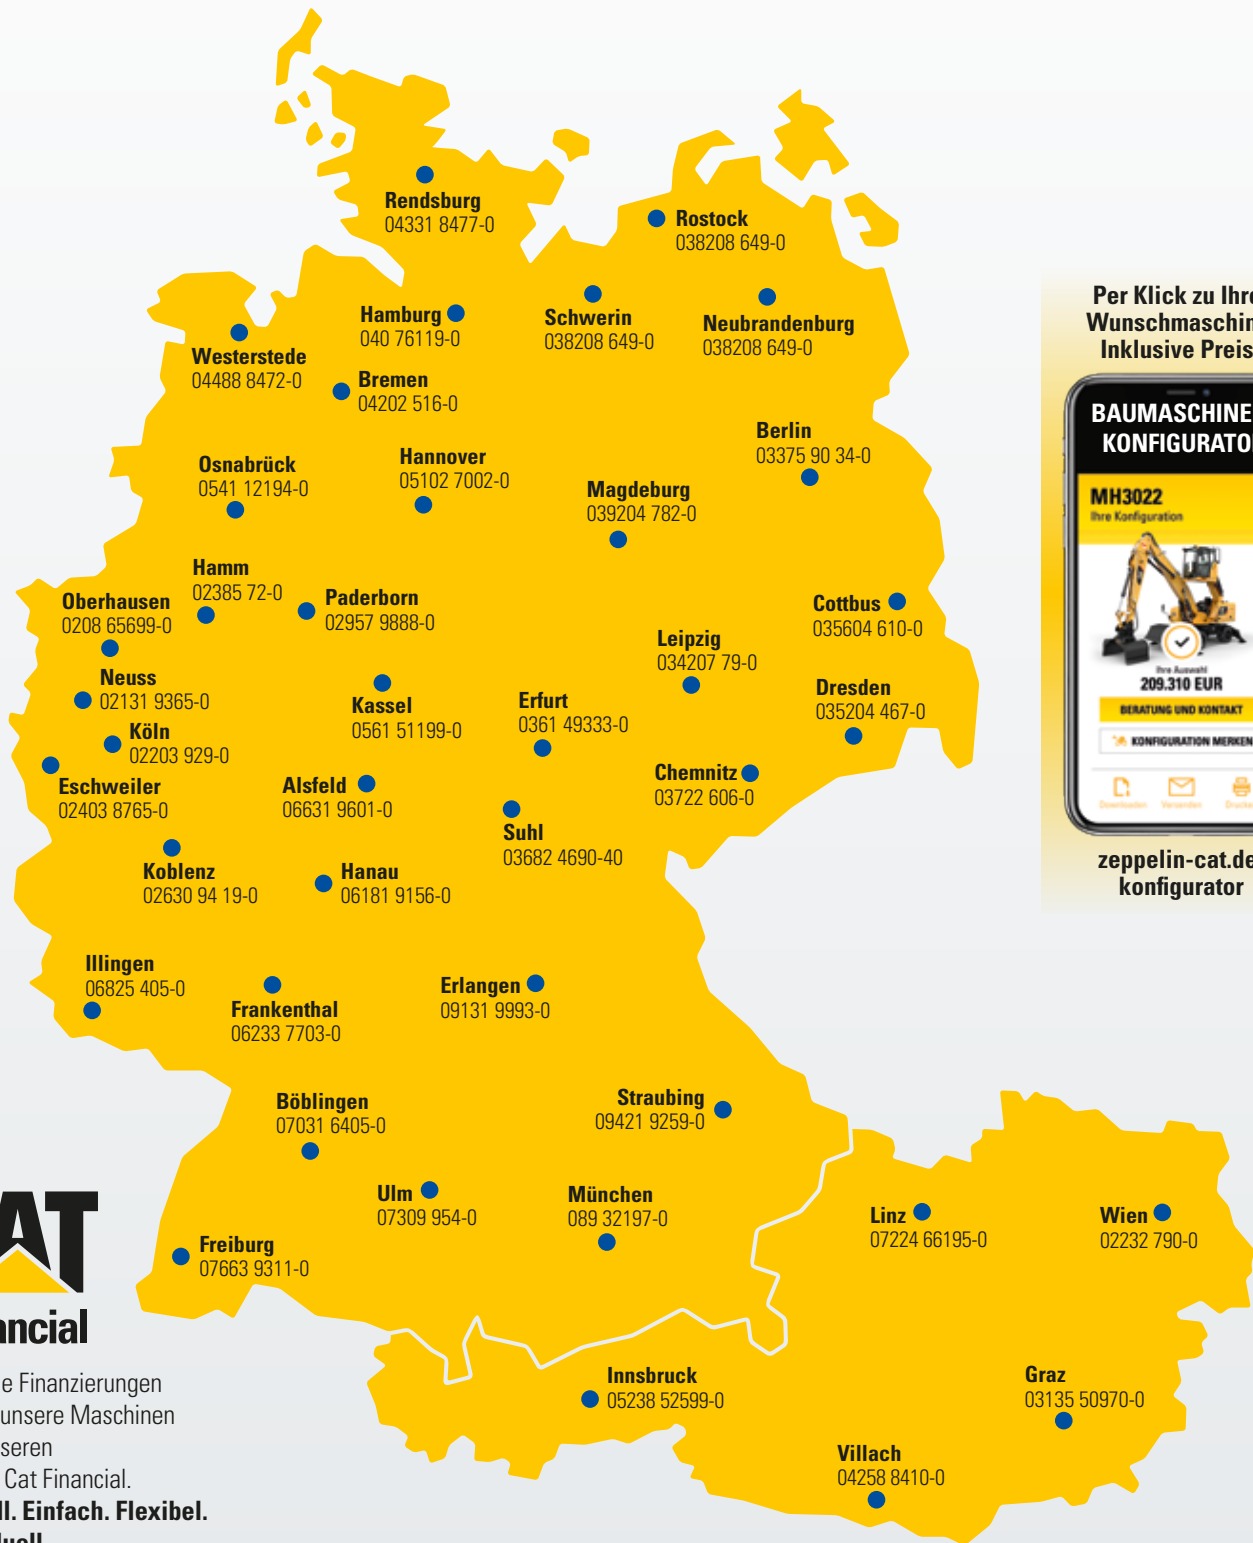 Rendsburg
04331 8477-0
Rostock
038208 649-0
Hamburg
040 76119-0
Schwerin
038208 649-0
Neubrandenburg
038208 649-0
Westerstede
04488 8472-0
Bremen
04202 516-0
Berlin
03375 90 34-0
Osnabrück
0541 12194-0
Hannover
05102 7002-0
Magdeburg
039204 782-0
Hamm
02385 72-0
Oberhausen
0208 65699-0
Paderborn
02957 9888-0
Cottbus
035604 610-0
Leipzig
034207 79-0
Neuss
02131 9365-0
Kassel
0561 51199-0
Erfurt
0361 49333-0
Dresden
035204 467-0
Köln
02203 929-0
Eschweiler
02403 8765-0
Alsfeld
06631 9601-0
Chemnitz
03722 606-0
Suhl
03682 4690-40
Koblenz
02630 94 19-0
Hanau
06181 9156-0
Illingen
06825 405-0
Frankenthal
06233 7703-0
Erlangen
09131 9993-0
Böblingen
07031 6405-0
Straubing
09421 9259-0
Ulm
07309 954-0
München
089 32197-0
Freiburg
07663 9311-0
Linz
07224 66195-0
Wien
02232 790-0
Innsbruck
05238 52599-0
Graz
03135 50970-0
Villach
04258 8410-0
Per Klick zu Ihre
Wunschmaschin
Inklusive Preis
BAUMASCHINE
KONFIGURATO
MH3022
Ihre Konfiguration
Ihre Auswahl
209.310 EUR
BERATUNG UND KONTAKT
KONFIGURATION MERKEN
Downloaden Versenden Drucke
zeppelin-cat.de
konfigurator
AT
ncial
e Finanzierungen
unsere Maschinen
seren
Cat Financial.
ll. Einfach. Flexibel.